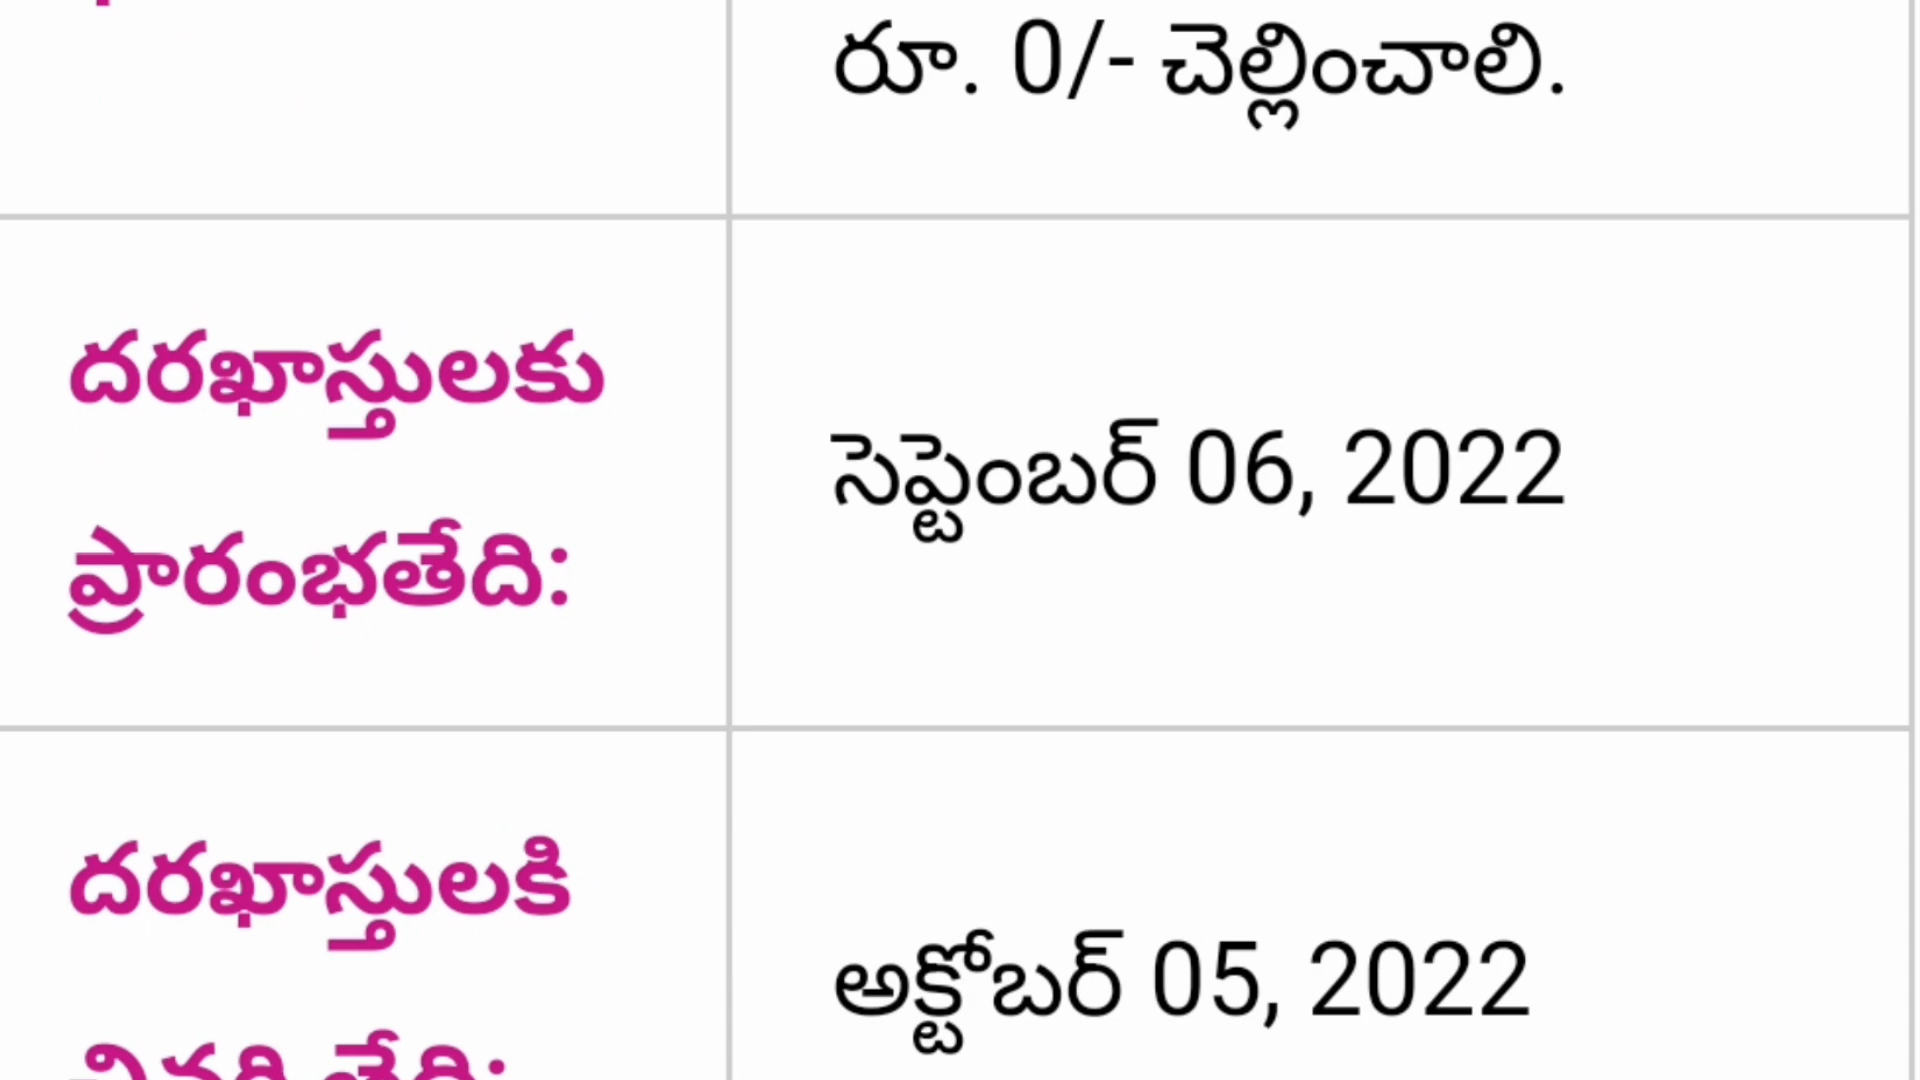 రూ. 0/- చెల్లించాలి.
దరఖాస్తులకు
ప్రారంభతేది:
సెప్టెంబర్ 06, 2022
దరఖాస్తులకి
అక్టోబర్ 05, 2022